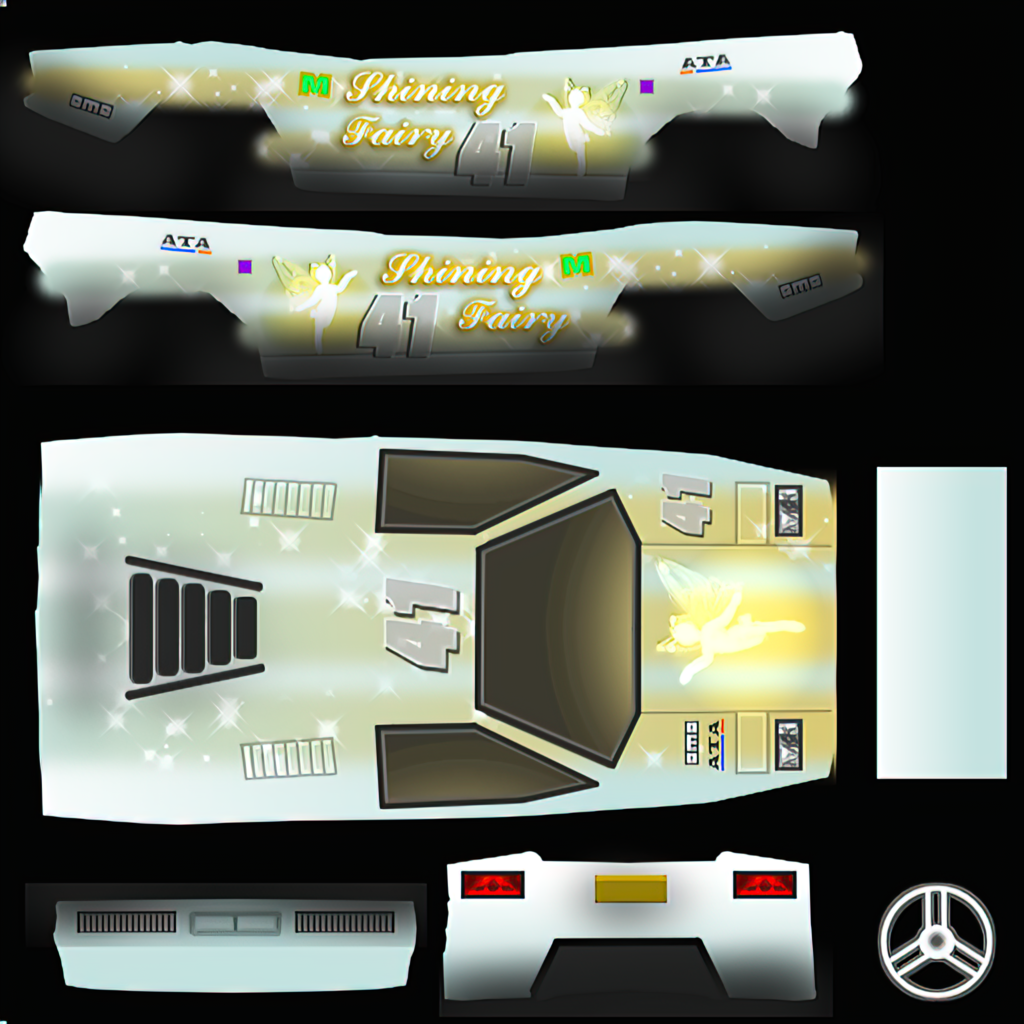 ATA
M Shining
omo
Fairy 41
ATA
Shining M
omo
41 Fairy
41
41
omo
ATA